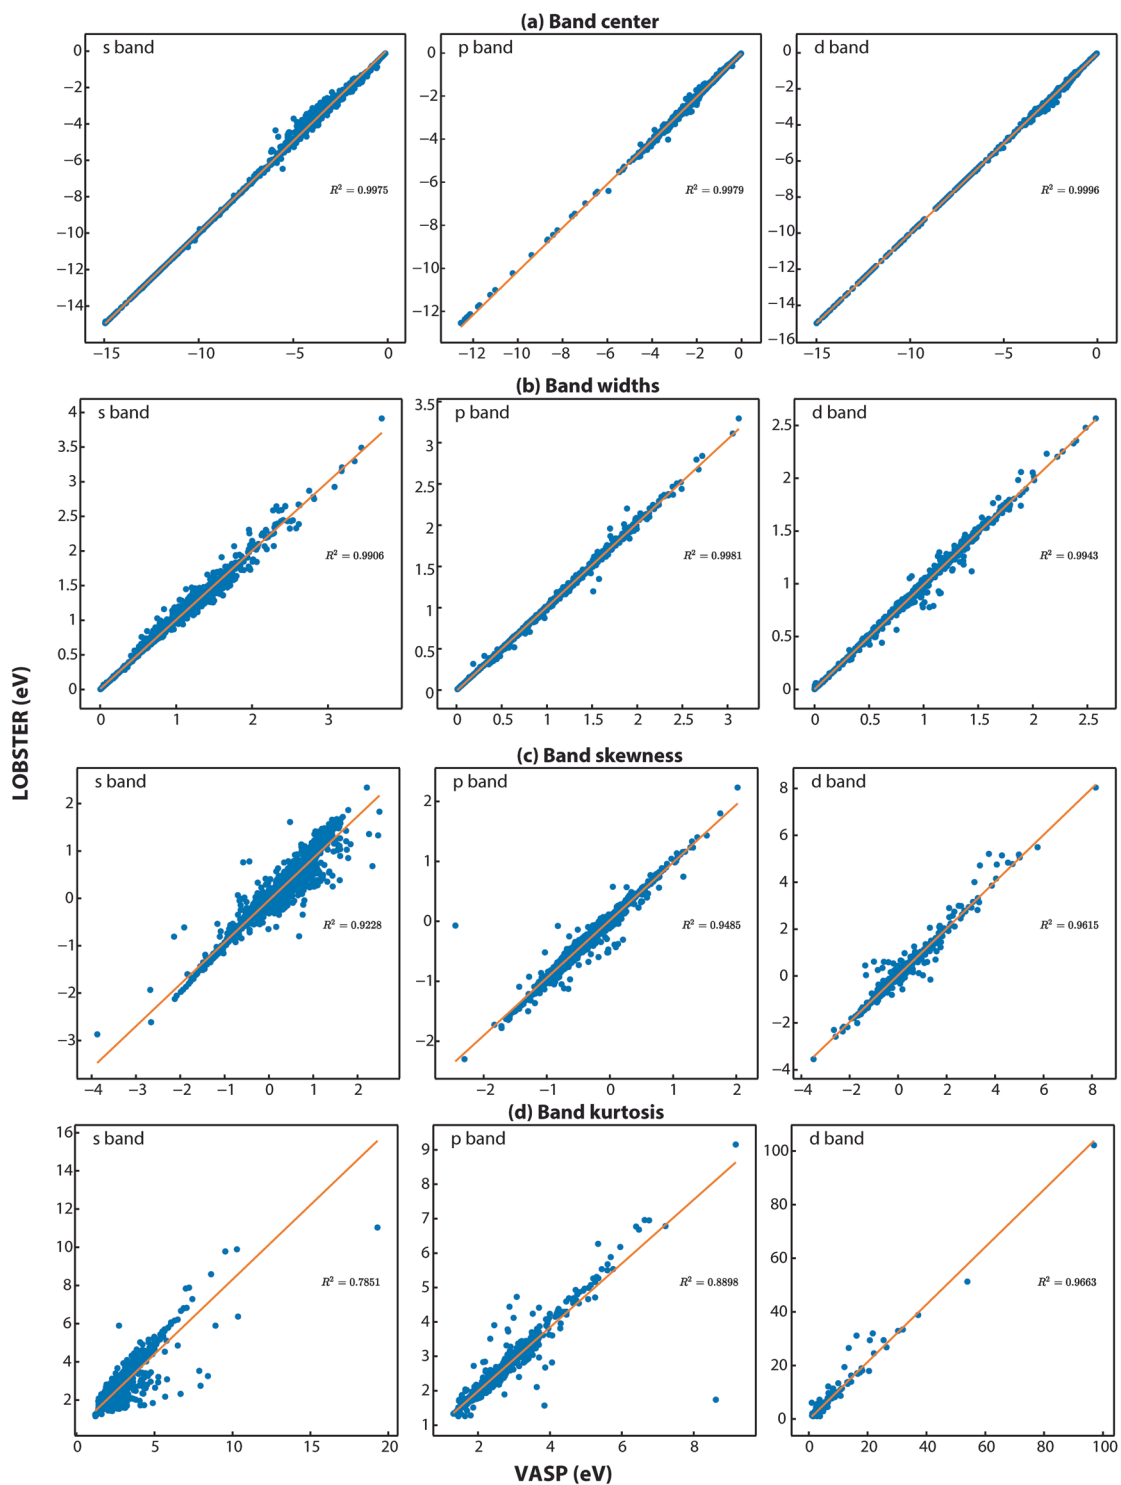 (a) Band center
s band
0
−2
−4
−6
−8
−10
−12
−14
R² = 0.9975
−15 −10 −5 0
p band
0
−2
−4
−6
−8
−10
−12
R² = 0.9979
−12 −10 −8 −6 −4 −2 0
d band
0
−2
−4
−6
−8
−10
−12
−14
−16
R² = 0.9996
−15 −10 −5 0
(b) Band widths
s band
4
3.5
3
2.5
2
1.5
1
0.5
0
R² = 0.9906
0 1 2 3
p band
3.5
3
2.5
2
1.5
1
0.5
0
R² = 0.9981
0 0.5 1 1.5 2 2.5 3
d band
2.5
2
1.5
1
0.5
0
R² = 0.9943
0 0.5 1 1.5 2 2.5
LOBSTER (eV)
(c) Band skewness
s band
2
1
0
−1
−2
−3
R² = 0.9228
−4 −3 −2 −1 0 1 2
p band
2
1
0
−1
−2
R² = 0.9485
−2 −1 0 1 2
d band
8
6
4
2
0
−2
−4
R² = 0.9615
−4 −2 0 2 4 6 8
(d) Band kurtosis
s band
16
14
12
10
8
6
4
2
R² = 0.7851
0 5 10 15 20
p band
9
8
7
6
5
4
3
2
1
R² = 0.8898
2 4 6 8
d band
100
80
60
40
20
0
R² = 0.9663
0 20 40 60 80 100
VASP (eV)